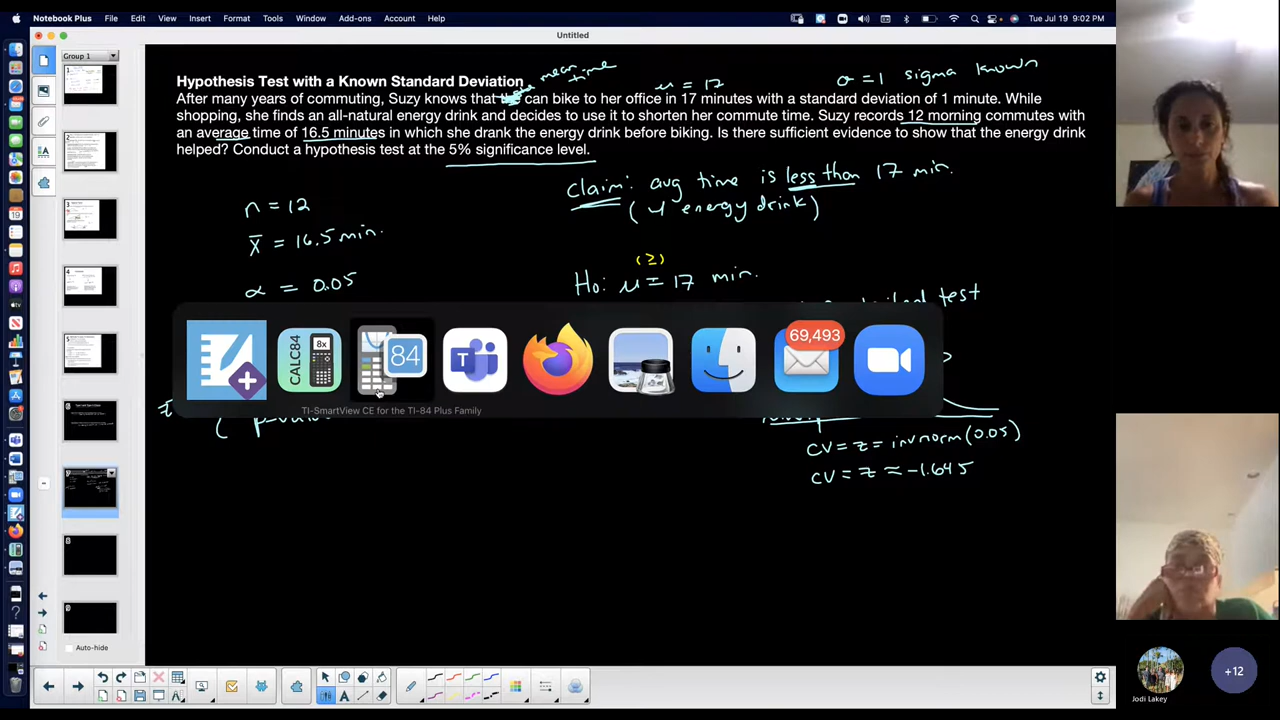 Notebook Plus File Edit View Insert Format Tools Window Add-ons Account Help
Tue Jul 19 9:02 PM
Untitled
Group 1
Hypothesis Test with a Known Standard Deviation
mean time
μ = 17
σ = 1 sigma known
After many years of commuting, Suzy knows that can bike to her office in 17 minutes with a standard deviation of 1 minute. While
shopping, she finds an all-natural energy drink and decides to use it to shorten her commute time. Suzy records 12 morning commutes with
an average time of 16.5 minutes in which she drank the energy drink before biking. Is there sufficient evidence to show that the energy drink
helped? Conduct a hypothesis test at the 5% significance level.
Claim: avg time is less than 17 min.
(4 energy drink)
n = 12
x̄ = 16.5 min.
α = 0.05
(≥)
Ho: μ = 17 min.
test
CALC84
8x
84
T
69,493
TI-SmartView CE for the TI-84 Plus Family
CV = z = invnorm(0.05)
CV = z ≈ -1.645
Auto-hide
Jodi Lakey
+12